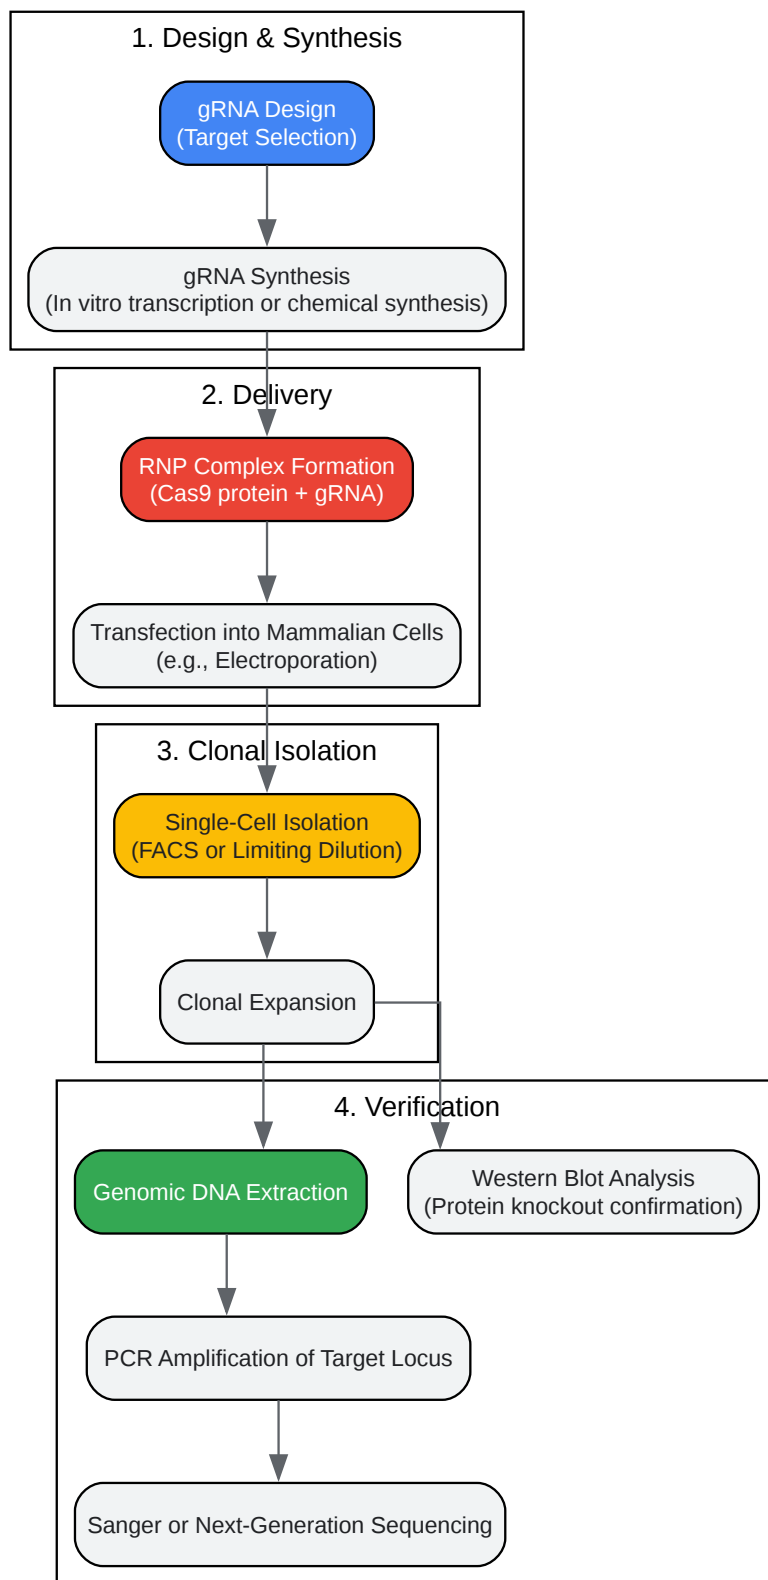 1. Design & Synthesis
gRNA Design
(Target Selection)
gRNA Synthesis
(In vitro transcription or chemical synthesis)
2. Delivery
RNP Complex Formation
(Cas9 protein + gRNA)
Transfection into Mammalian Cells
(e.g., Electroporation)
3. Clonal Isolation
Single-Cell Isolation
(FACS or Limiting Dilution)
Clonal Expansion
4. Verification
Genomic DNA Extraction
Western Blot Analysis
(Protein knockout confirmation)
PCR Amplification of Target Locus
Sanger or Next-Generation Sequencing